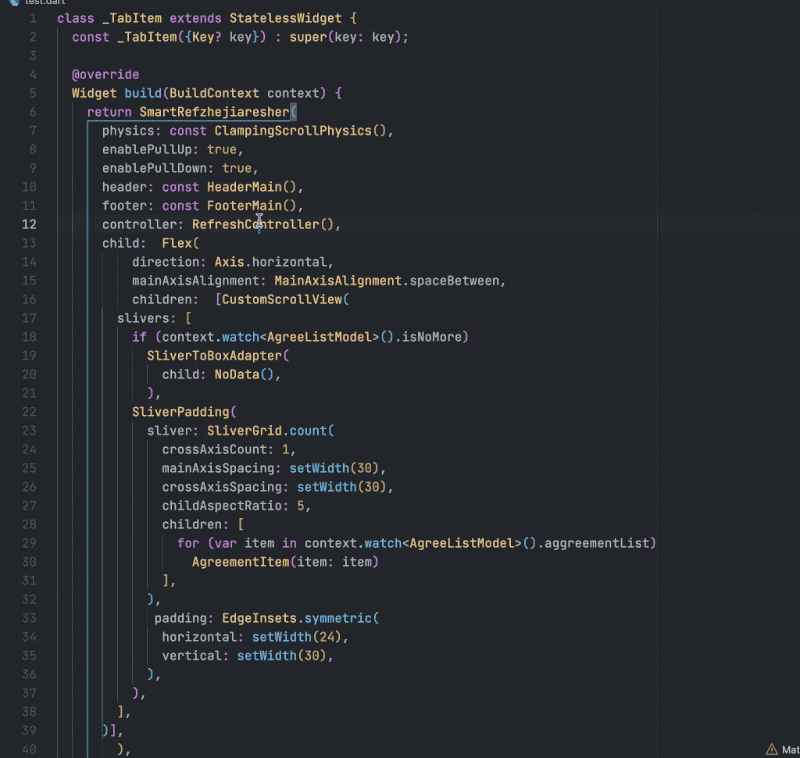 test.dart
1 class _TabItem extends StatelessWidget {
2 const _TabItem({Key? key}) : super(key: key);
3
4 @override
5 Widget build(BuildContext context) {
6 return SmartRefzhejiaresher(
7 physics: const ClampingScrollPhysics(),
8 enablePullUp: true,
9 enablePullDown: true,
10 header: const HeaderMain(),
11 footer: const FooterMain(),
12 controller: RefreshController(),
13 child:  Flex(
14 direction: Axis.horizontal,
15 mainAxisAlignment: MainAxisAlignment.spaceBetween,
16 children:  [CustomScrollView(
17 slivers: [
18 if (context.watch<AgreeListModel>().isNoMore)
19 SliverToBoxAdapter(
20 child: NoData(),
21 ),
22 SliverPadding(
23 sliver: SliverGrid.count(
24 crossAxisCount: 1,
25 mainAxisSpacing: setWidth(30),
26 crossAxisSpacing: setWidth(30),
27 childAspectRatio: 5,
28 children: [
29 for (var item in context.watch<AgreeListModel>().aggreementList)
30 AgreementItem(item: item)
31 ],
32 ),
33 padding: EdgeInsets.symmetric(
34 horizontal: setWidth(24),
35 vertical: setWidth(30),
36 ),
37 ),
38 ],
39 )],
40 ),
Mat